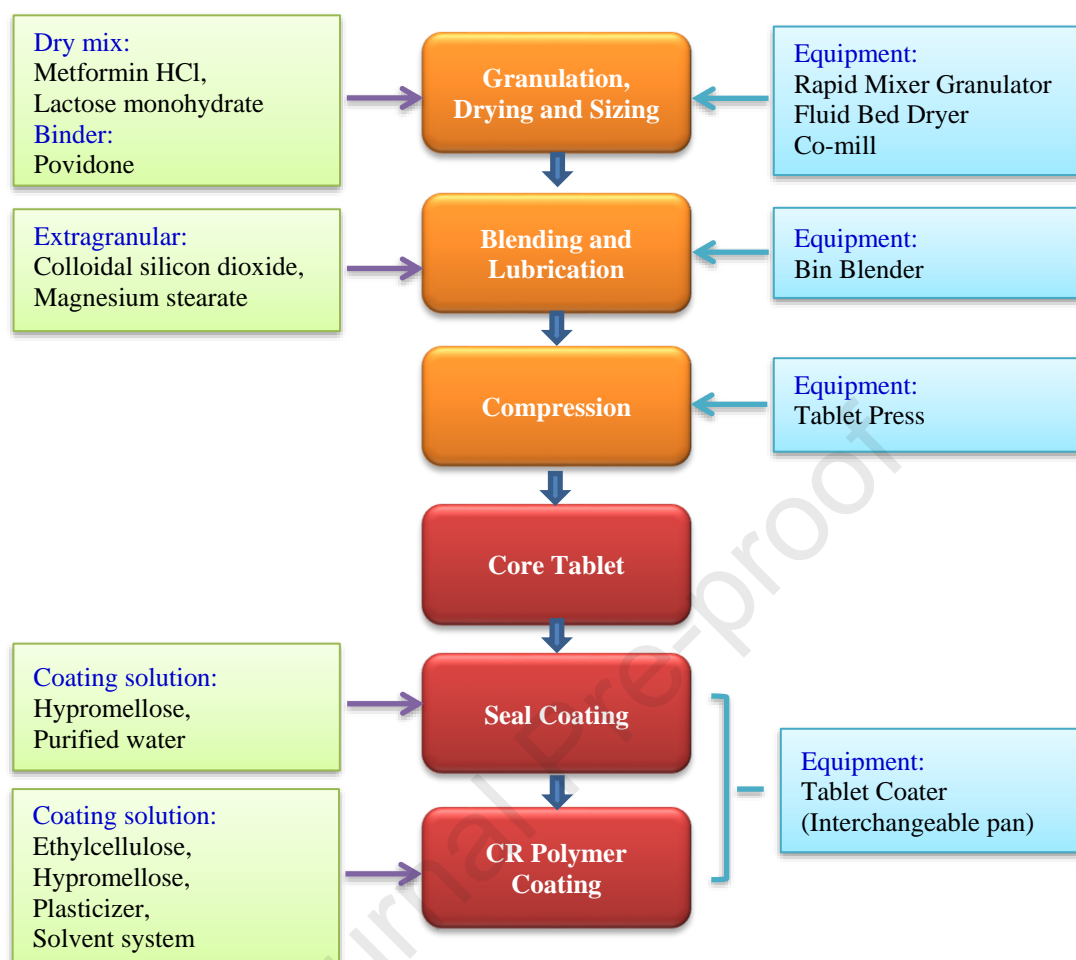 Dry mix:
Metformin HCl,
Lactose monohydrate
Binder:
Povidone
Granulation,
Drying and Sizing
Equipment:
Rapid Mixer Granulator
Fluid Bed Dryer
Co-mill
Extragranular:
Colloidal silicon dioxide,
Magnesium stearate
Blending and
Lubrication
Equipment:
Bin Blender
Compression
Equipment:
Tablet Press
Core Tablet
Coating solution:
Hypromellose,
Purified water
Seal Coating
Equipment:
Tablet Coater
(Interchangeable pan)
Coating solution:
Ethylcellulose,
Hypromellose,
Plasticizer,
Solvent system
CR Polymer
Coating
Pre-proof